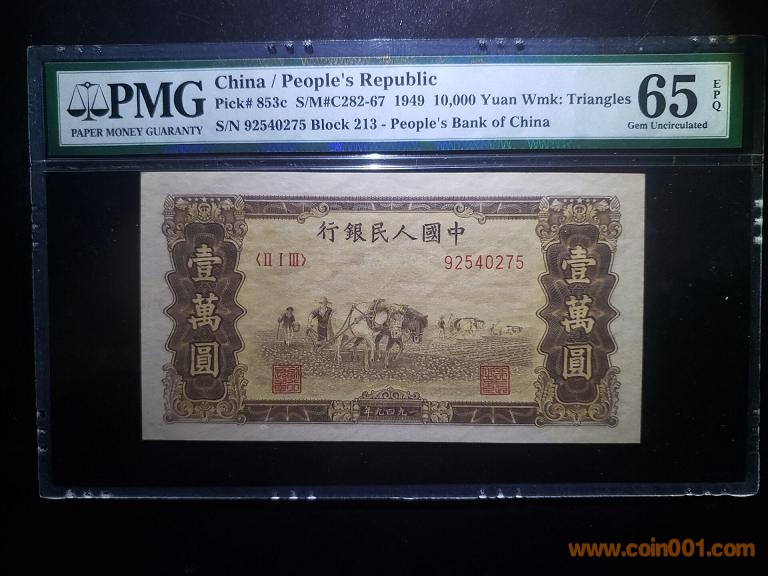 PMG
PAPER MONEY GUARANTY
China / People's Republic
Pick# 853c S/M#C282-67 1949 10,000 Yuan Wmk: Triangles
S/N 92540275 Block 213 - People's Bank of China
65
EPQ
Gem Uncirculated
行銀民人國中
〈II I III〉
92540275
壹萬圓
壹萬圓
年九四九一
www.coin001.com